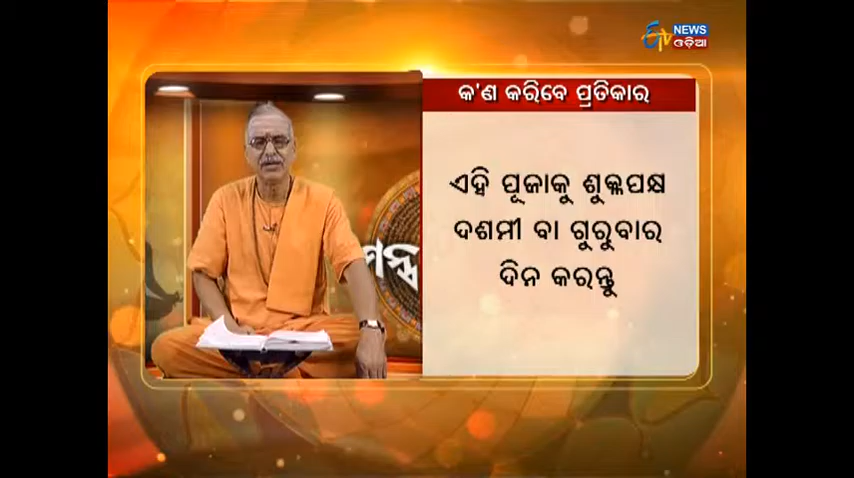 ETV NEWS
ଓଡ଼ିଆ
କ'ଣ କରିବେ ପ୍ରତିକାର
ଏହି ପୂଜାକୁ ଶୁକ୍ଳପକ୍ଷ
ଦଶମୀ ବା ଗୁରୁବାର
ଦିନ କରନ୍ତୁ